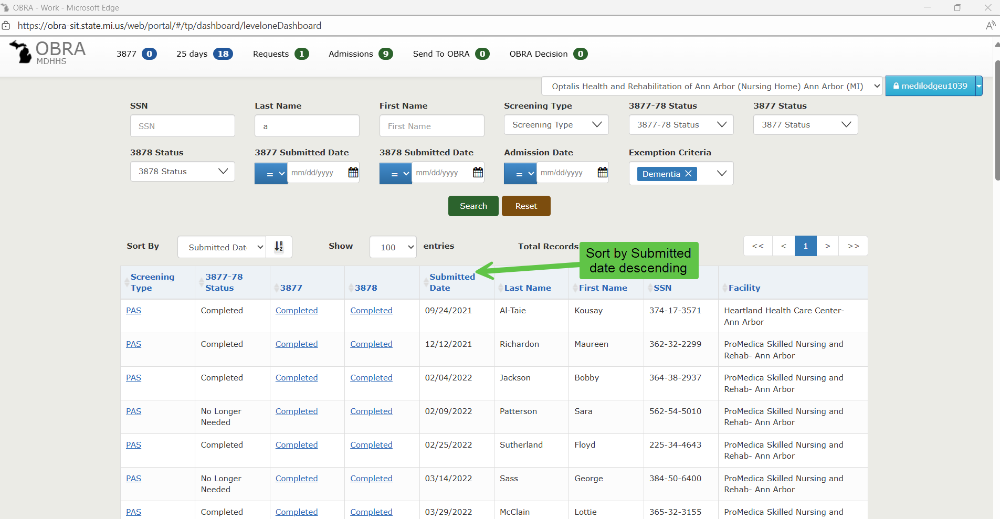 OBRA - Work - Microsoft Edge
https://obra-sit.state.mi.us/web/portal/#/tp/dashboard/leveloneDashboard
OBRA
MDHHS
3877 0 25 days 18 Requests 1 Admissions 9 Send To OBRA 0 OBRA Decision 0
Optalis Health and Rehabilitation of Ann Arbor (Nursing Home) Ann Arbor (MI) medilodgeu1039
SSN Last Name First Name Screening Type 3877-78 Status 3877 Status
SSN a First Name Screening Type 3877-78 Status 3877 Status
3878 Status 3877 Submitted Date 3878 Submitted Date Admission Date Exemption Criteria
3878 Status = mm/dd/yyyy = mm/dd/yyyy = mm/dd/yyyy Dementia
Search Reset
Sort By Submitted Date Show 100 entries Total Records << < 1 > >>
Sort by Submitted
date descending
Screening Type 3877-78 Status 3877 3878 Submitted Date Last Name First Name SSN Facility
PAS Completed Completed Completed 09/24/2021 Al-Taie Kousay 374-17-3571 Heartland Health Care Center-
Ann Arbor
PAS Completed Completed Completed 12/12/2021 Richardon Maureen 362-32-2299 ProMedica Skilled Nursing and
Rehab- Ann Arbor
PAS Completed Completed Completed 02/04/2022 Jackson Bobby 364-38-2937 ProMedica Skilled Nursing and
Rehab- Ann Arbor
PAS No Longer Completed Completed 02/09/2022 Patterson Sara 562-54-5010 ProMedica Skilled Nursing and
Needed Rehab- Ann Arbor
PAS Completed Completed Completed 02/25/2022 Sutherland Floyd 225-34-4643 ProMedica Skilled Nursing and
Rehab- Ann Arbor
PAS No Longer Completed Completed 03/14/2022 Sass George 384-50-6400 ProMedica Skilled Nursing and
Needed Rehab- Ann Arbor
PAS Completed Completed Completed 03/29/2022 McClain Lottie 365-32-3155 ProMedica Skilled Nursing and